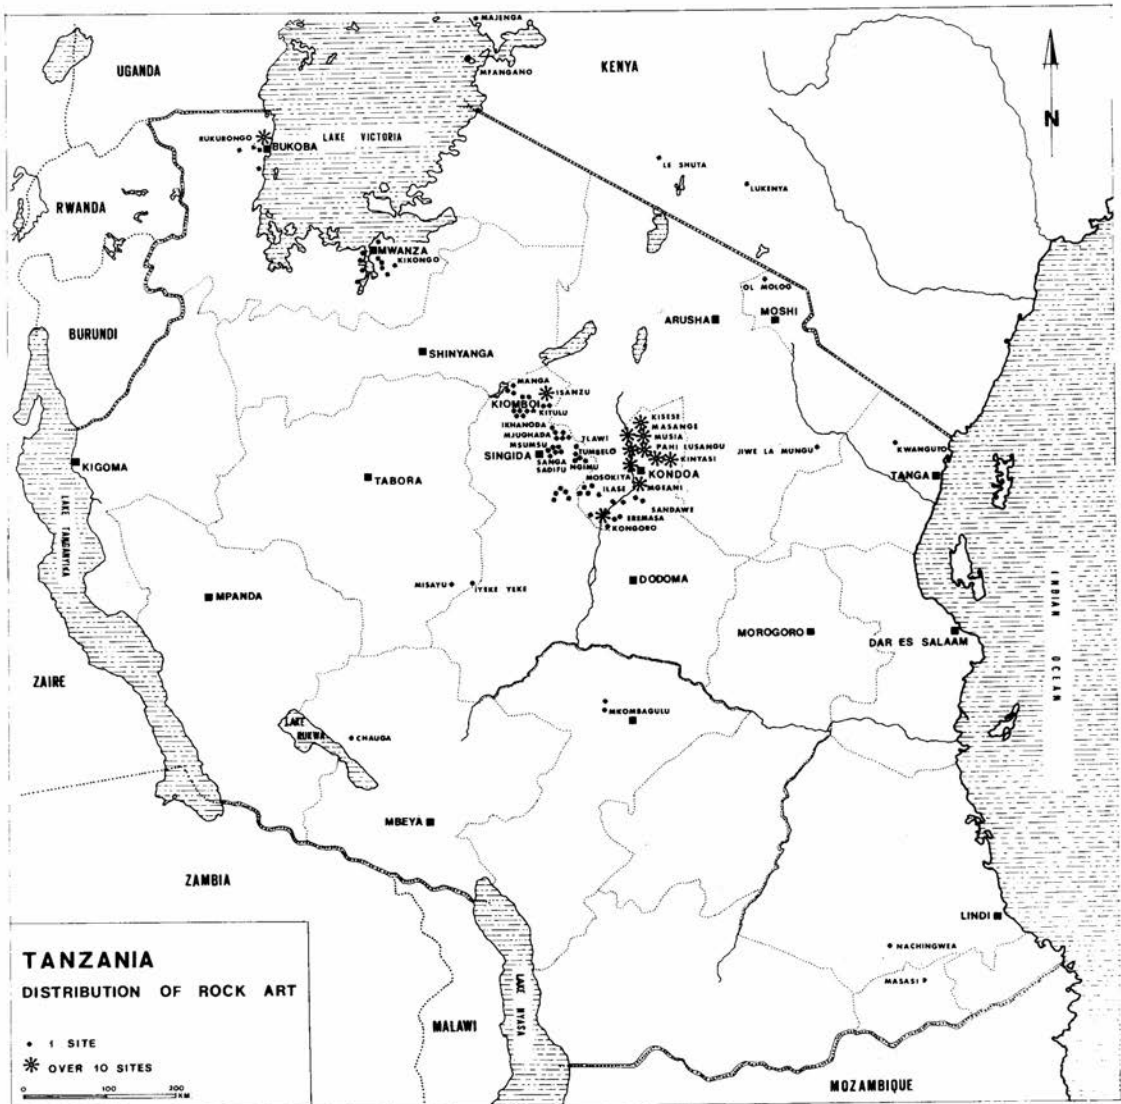 MAJENGA
MFANGANO
UGANDA
KENYA
LAKE VICTORIA
N
RUKURONGO
BUKOBA
LE SHUTA
LUKENYA
RWANDA
MWANZA
KIKONGO
OL MOLOG
ARUSHA
MOSHI
BURUNDI
SHINYANGA
MANGA
ISANZU
KIOMBOI
KITULU
KISESE
IKHANODA
MASANGE
MJUGHADA
MUSIA
TLAWI
MSUMSU
TUMBELO
PAHI LUSANGU
JIWE LA MUNGU
KWANGUTO
SINGIDA
SANGA
NGIMU
KINTASI
KIGOMA
SADIFU
KONDOA
TANGA
TABORA
MOSOKIYA
ILASE
MGEANI
SANDAWE
EREMASA
KONGORO
LAKE TANGANYIKA
MISAYU
IYEKE YEKE
DODOMA
MPANDA
INDIAN OCEAN
MOROGORO
DAR ES SALAAM
ZAIRE
LAKE
RUKWA
CHAUGA
MKOMBAGULU
MBEYA
ZAMBIA
LINDI
NACHINGWEA
MASASI ?
LAKE NYASA
MALAWI
MOZAMBIQUE
TANZANIA
DISTRIBUTION OF ROCK ART
1 SITE
OVER 10 SITES
0 100 200
KM